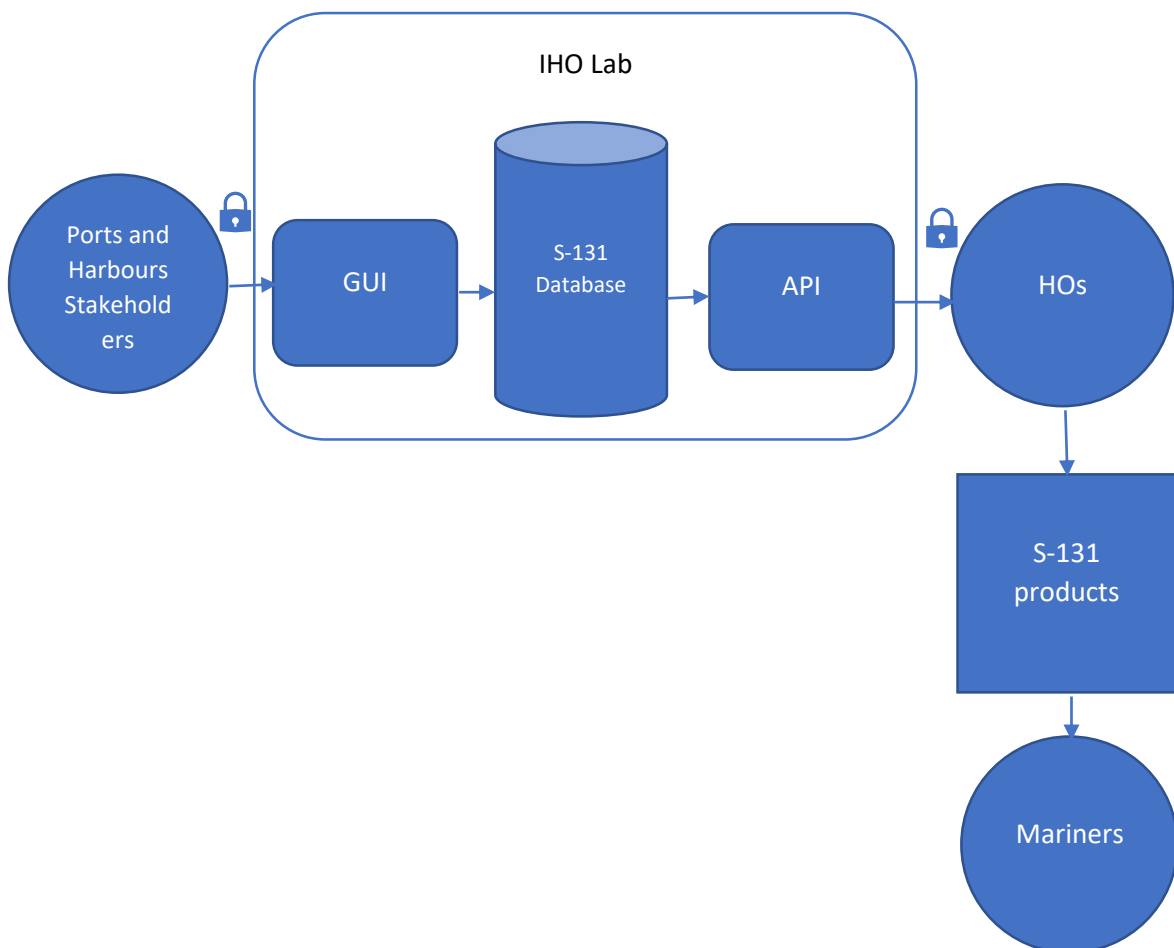 IHO Lab
Ports and
Harbours
Stakehold
ers
GUI
S-131
Database
API
HOs
S-131
products
Mariners